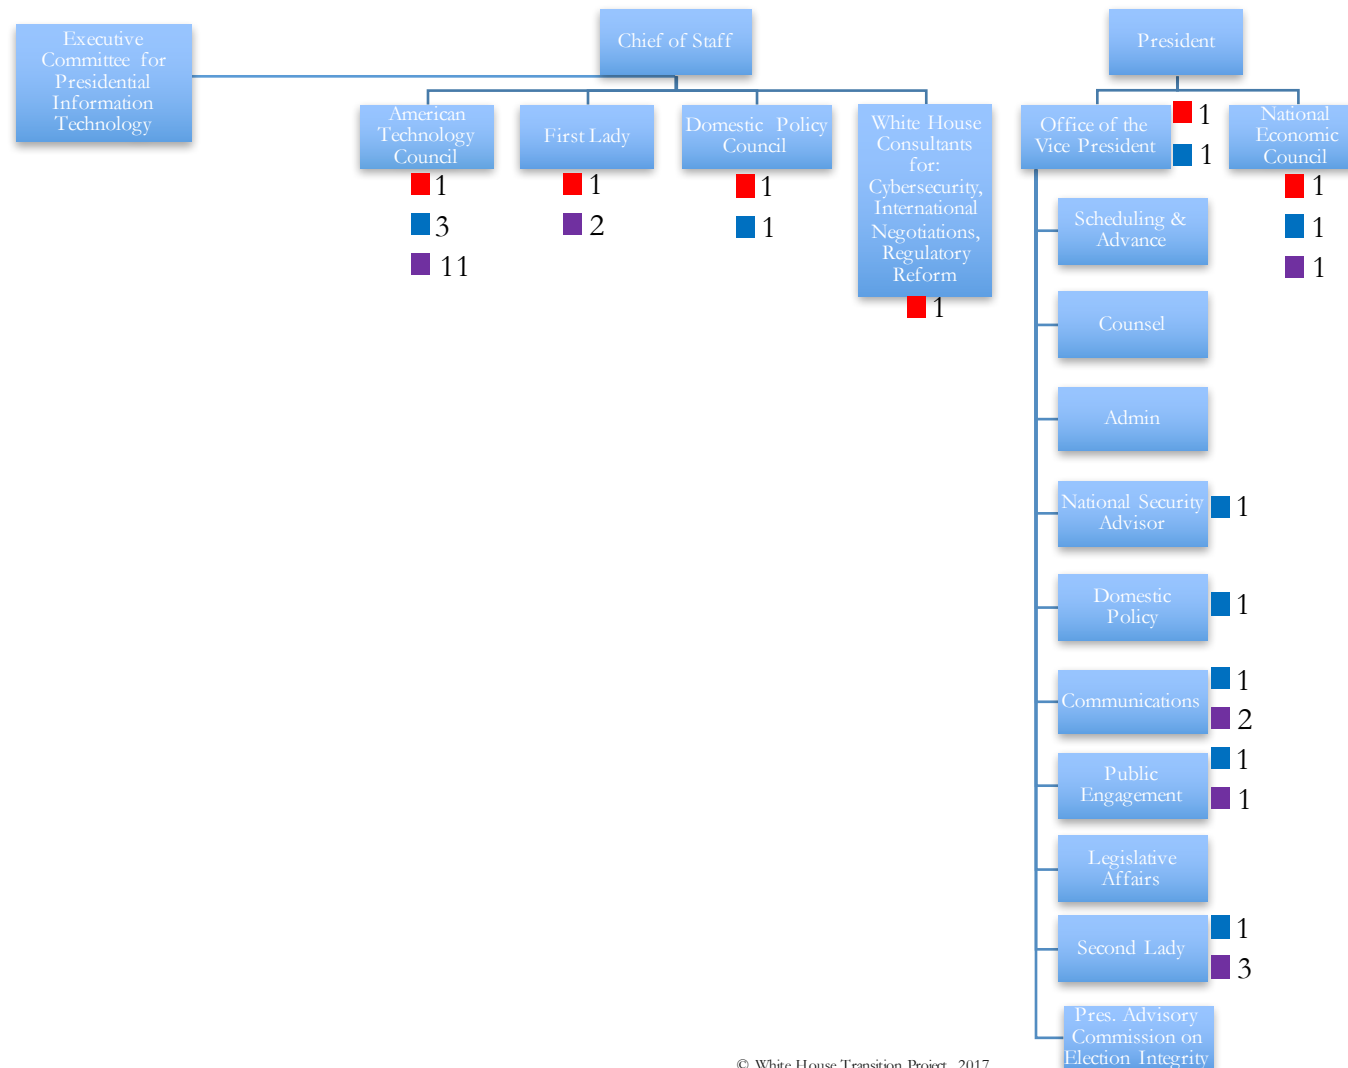 Executive
Committee for
Presidential
Information
Technology
Chief of Staff
President
American
Technology
Council
1
3
11
First Lady
1
2
Domestic Policy
Council
1
1
White House
Consultants
for:
Cybersecurity,
International
Negotiations,
Regulatory
Reform
1
Office of the
Vice President
1
1
National
Economic
Council
1
1
1
Scheduling &
Advance
Counsel
Admin
National Security
Advisor
1
Domestic
Policy
1
Communications
1
2
Public
Engagement
1
1
Legislative
Affairs
Second Lady
1
3
Pres. Advisory
Commission on
Election Integrity
© White House Transition Project, 2017